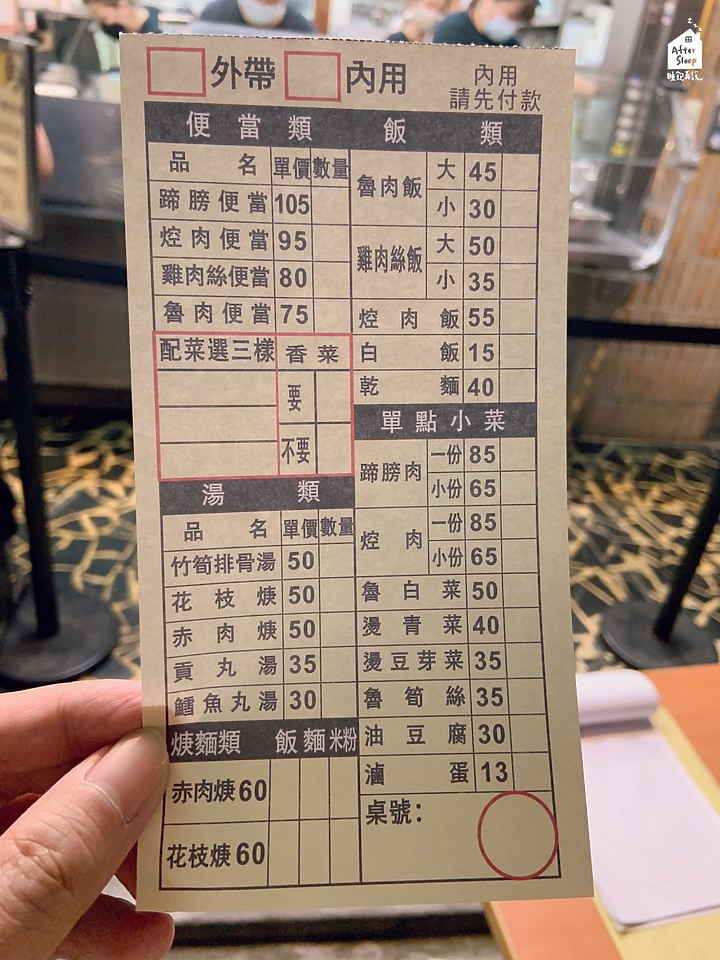 外帶 內用
內用
請先付款
便當類
品名 單價 數量
蹄膀便當 105
焢肉便當 95
雞肉絲便當 80
魯肉便當 75
配菜選三樣 香菜
要
不要
湯類
品名 單價 數量
竹筍排骨湯 50
花枝焿 50
赤肉焿 50
貢丸湯 35
鱈魚丸湯 30
焿麵類 飯 麵 米粉
赤肉焿 60
花枝焿 60
飯類
魯肉飯 大 45
小 30
雞肉絲飯 大 50
小 35
焢肉飯 55
白飯 15
乾麵 40
單點小菜
蹄膀肉 一份 85
小份 65
焢肉 一份 85
小份 65
魯白菜 50
燙青菜 40
燙豆芽菜 35
魯筍絲 35
油豆腐 30
滷蛋 13
桌號：
After
Sleep
睡飽再玩